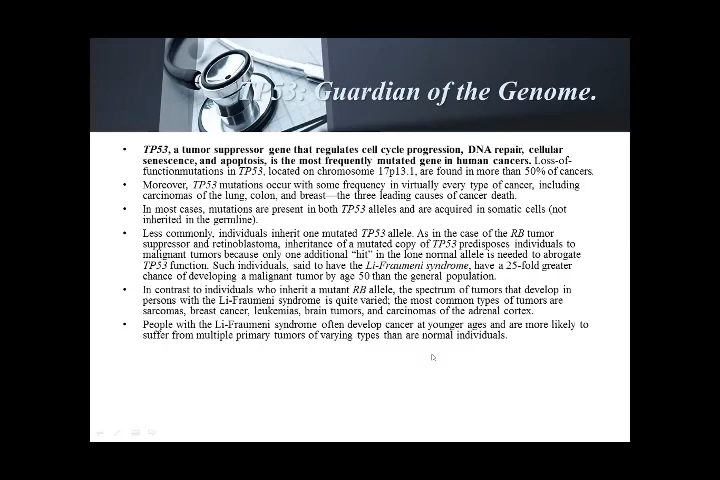 TP53: Guardian of the Genome.
• TP53, a tumor suppressor gene that regulates cell cycle progression, DNA repair, cellular
senescence, and apoptosis, is the most frequently mutated gene in human cancers. Loss-of-
functionmutations in TP53, located on chromosome 17p13.1, are found in more than 50% of cancers.
• Moreover, TP53 mutations occur with some frequency in virtually every type of cancer, including
carcinomas of the lung, colon, and breast—the three leading causes of cancer death.
• In most cases, mutations are present in both TP53 alleles and are acquired in somatic cells (not
inherited in the germline).
• Less commonly, individuals inherit one mutated TP53 allele. As in the case of the RB tumor
suppressor and retinoblastoma, inheritance of a mutated copy of TP53 predisposes individuals to
malignant tumors because only one additional “hit” in the lone normal allele is needed to abrogate
TP53 function. Such individuals, said to have the Li-Fraumeni syndrome, have a 25-fold greater
chance of developing a malignant tumor by age 50 than the general population.
• In contrast to individuals who inherit a mutant RB allele, the spectrum of tumors that develop in
persons with the Li-Fraumeni syndrome is quite varied; the most common types of tumors are
sarcomas, breast cancer, leukemias, brain tumors, and carcinomas of the adrenal cortex.
• People with the Li-Fraumeni syndrome often develop cancer at younger ages and are more likely to
suffer from multiple primary tumors of varying types than are normal individuals.